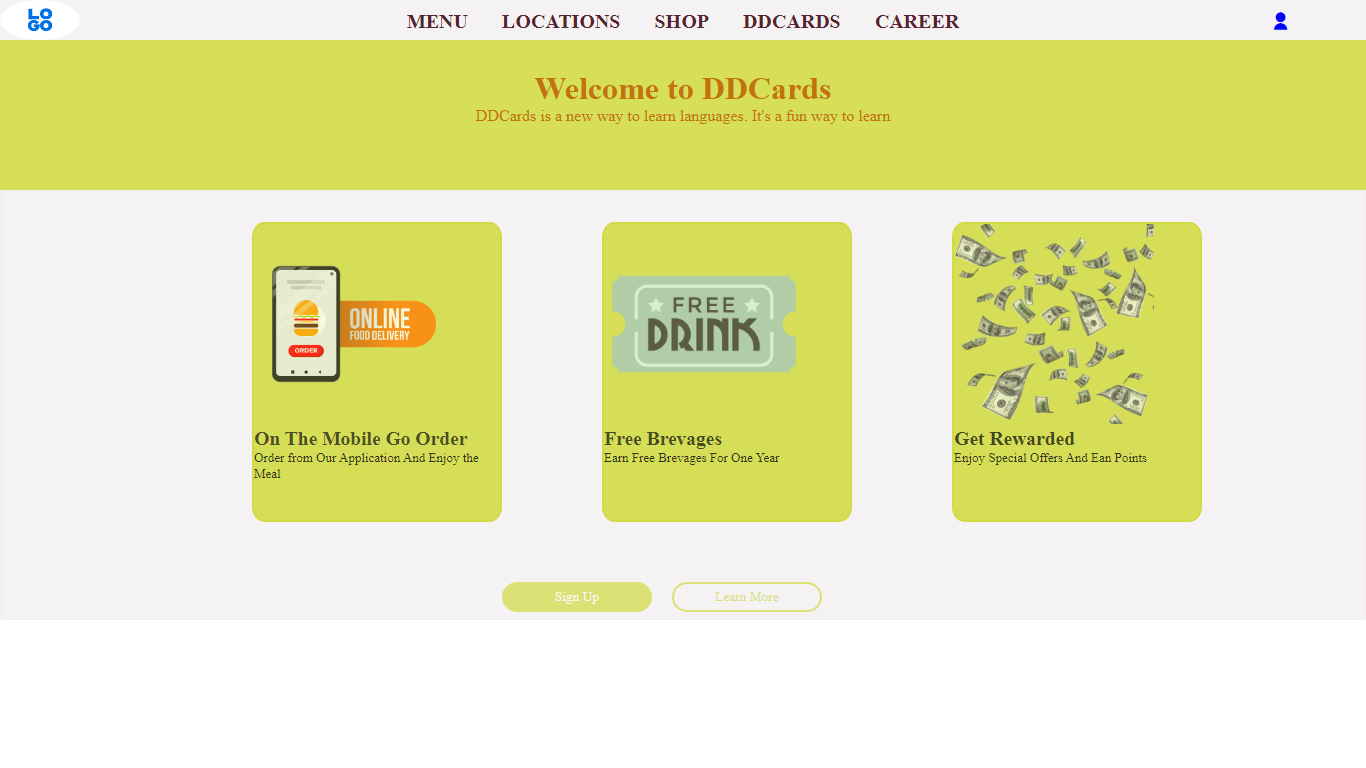 LO
GO
MENU LOCATIONS SHOP DDCARDS CAREER
Welcome to DDCards
DDCards is a new way to learn languages. It's a fun way to learn
ONLINE
FOOD DELIVERY
ORDER
On The Mobile Go Order
Order from Our Application And Enjoy the
Meal
FREE
DRINK
Free Brevages
Earn Free Brevages For One Year
Get Rewarded
Enjoy Special Offers And Ean Points
Sign Up
Learn More